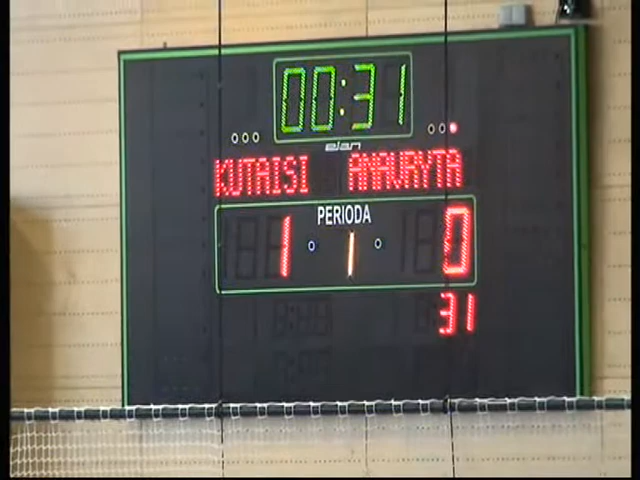 00:31
elan
KUTAISI ANAURYTA
PERIODA
1 1 0
31